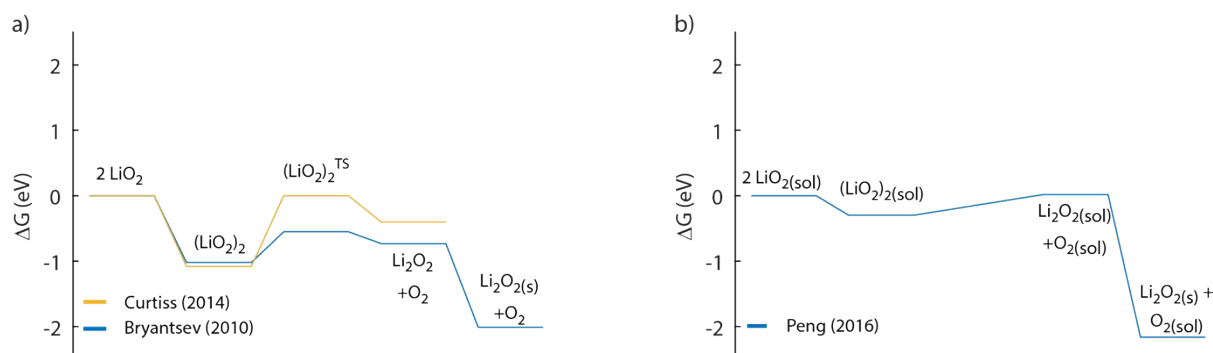 a)
ΔG (eV)
2
1
0
-1
-2
2 LiO2
(LiO2)2
(LiO2)2TS
Li2O2
+O2
Li2O2(s)
+O2
Curtiss (2014)
Bryantsev (2010)
b)
ΔG (eV)
2
1
0
-1
-2
2 LiO2(sol)
(LiO2)2(sol)
Li2O2(sol)
+O2(sol)
Li2O2(s) +
O2(sol)
Peng (2016)